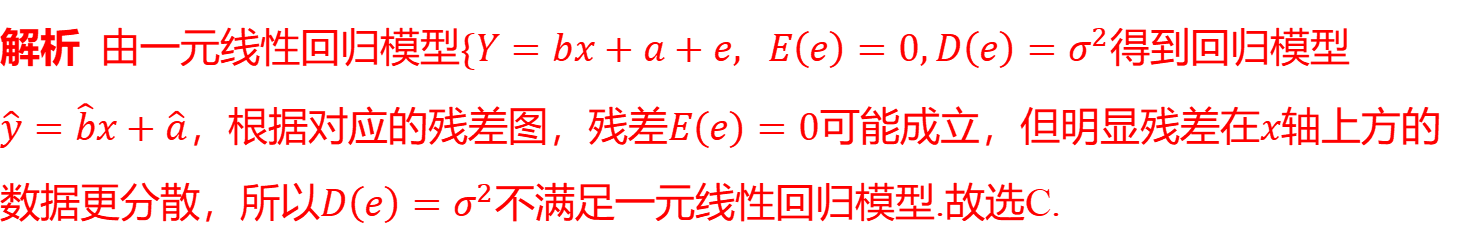 解析 由一元线性回归模型{Y = bx + a + e, E(e) = 0, D(e) = σ²得到回归模型
ŷ = b̂x + â，根据对应的残差图，残差E(e) = 0可能成立，但明显残差在x轴上方的
数据更分散，所以D(e) = σ²不满足一元线性回归模型.故选C.